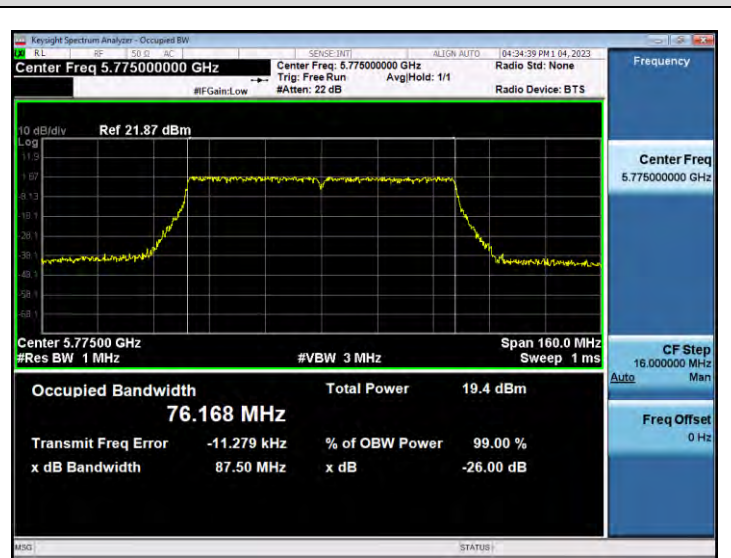 Keysight Spectrum Analyzer - Occupied BW
RL RF 50 Ω AC SENSE:INT ALIGN AUTO 04:34:39 PM 1 04, 2023
Center Freq 5.775000000 GHz Center Freq: 5.775000000 GHz Radio Std: None Frequency
Trig: Free Run Avg|Hold: 1/1
#IFGain:Low #Atten: 22 dB Radio Device: BTS
10 dB/div Ref 21.87 dBm
Log
11.9
1.87
-8.13
-18.1
-28.1
-38.1
-48.1
-58.1
-68.1
Center Freq
5.775000000 GHz
Center 5.77500 GHz Span 160.0 MHz
#Res BW 1 MHz #VBW 3 MHz Sweep 1 ms
CF Step
16.000000 MHz
Auto Man
Occupied Bandwidth Total Power 19.4 dBm
76.168 MHz
Freq Offset
0 Hz
Transmit Freq Error -11.279 kHz % of OBW Power 99.00 %
x dB Bandwidth 87.50 MHz x dB -26.00 dB
MSG STATUS